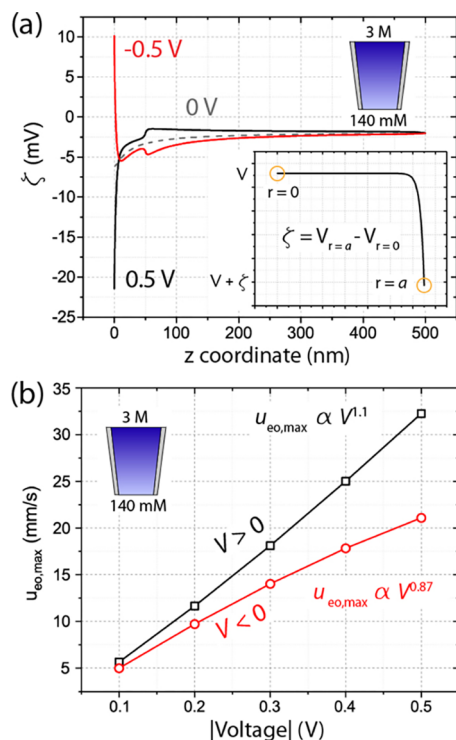 (a)
10
5
0
-5
-10
-15
-20
-25
ζ (mV)
-0.5 V
0 V
0.5 V
3 M
140 mM
V
r = 0
ζ = V_{r=a} - V_{r=0}
V + ζ
r = a
0 100 200 300 400 500
z coordinate (nm)
(b)
35
30
25
20
15
10
5
u_{eo,max} (mm/s)
3 M
140 mM
u_{eo,max} α V^{1.1}
V > 0
V < 0
u_{eo,max} α V^{0.87}
0.1 0.2 0.3 0.4 0.5
|Voltage| (V)